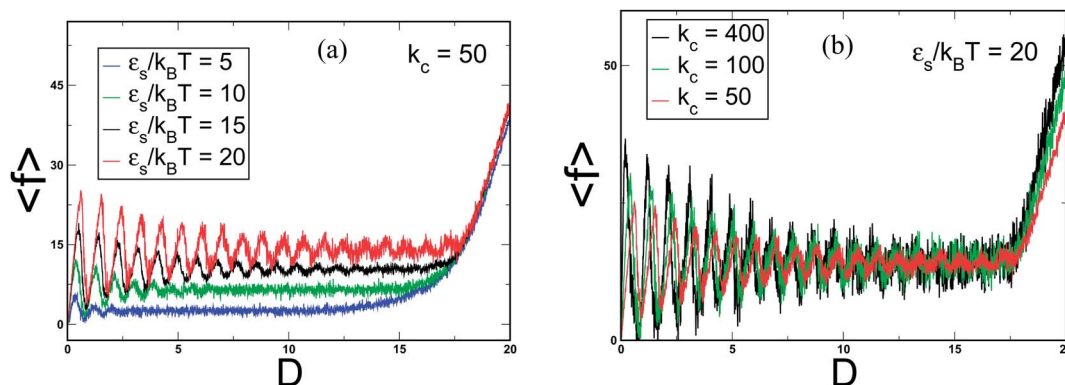 (a)
k_c = 50
ε_s/k_BT = 5
ε_s/k_BT = 10
ε_s/k_BT = 15
ε_s/k_BT = 20
<f>
45
30
15
0
0
5
10
15
20
D
(b)
ε_s/k_BT = 20
k_c = 400
k_c = 100
k_c = 50
<f>
50
0
0
5
10
15
20
D